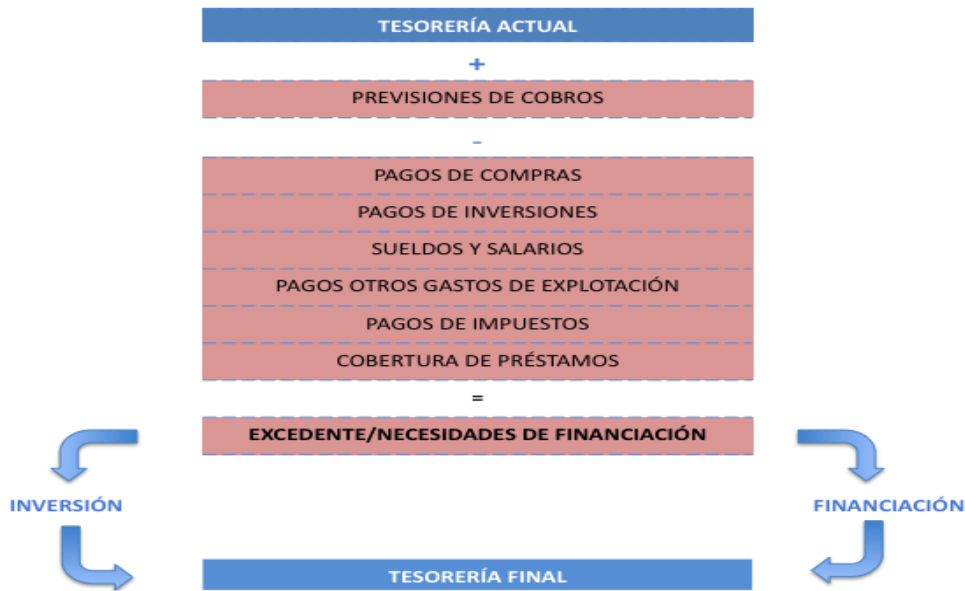 TESORERÍA ACTUAL
+
PREVISIONES DE COBROS
-
PAGOS DE COMPRAS
PAGOS DE INVERSIONES
SUELDOS Y SALARIOS
PAGOS OTROS GASTOS DE EXPLOTACIÓN
PAGOS DE IMPUESTOS
COBERTURA DE PRÉSTAMOS
=
EXCEDENTE/NECESIDADES DE FINANCIACIÓN
INVERSIÓN
FINANCIACIÓN
TESORERÍA FINAL